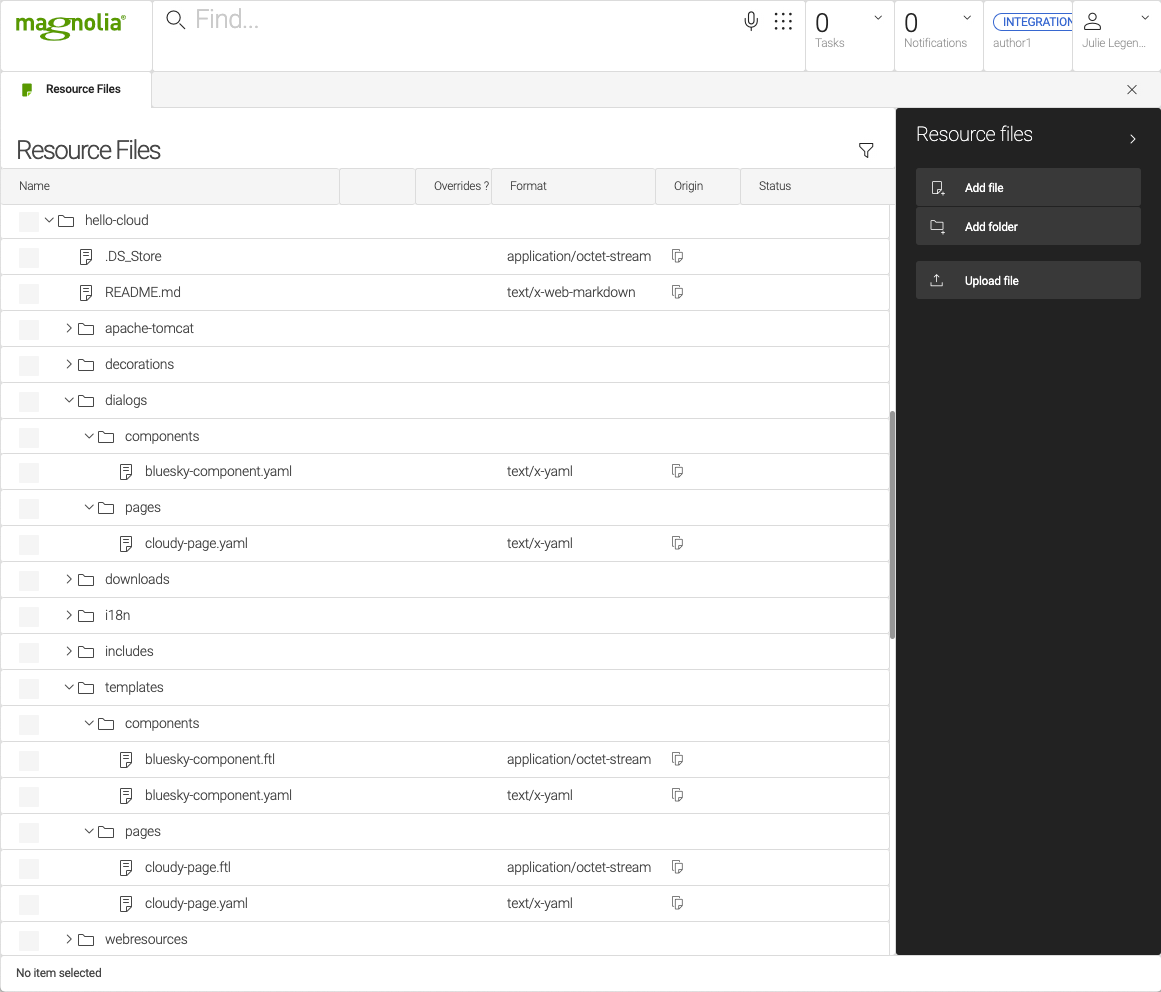 magnolia®
Find...
0
Tasks
0
Notifications
INTEGRATION
author1
Julie Legen...
Resource Files
Resource Files
Name Overrides ? Format Origin Status
hello-cloud
.DS_Store application/octet-stream
README.md text/x-web-markdown
apache-tomcat
decorations
dialogs
components
bluesky-component.yaml text/x-yaml
pages
cloudy-page.yaml text/x-yaml
downloads
i18n
includes
templates
components
bluesky-component.ftl application/octet-stream
bluesky-component.yaml text/x-yaml
pages
cloudy-page.ftl application/octet-stream
cloudy-page.yaml text/x-yaml
webresources
No item selected
Resource files
Add file
Add folder
Upload file